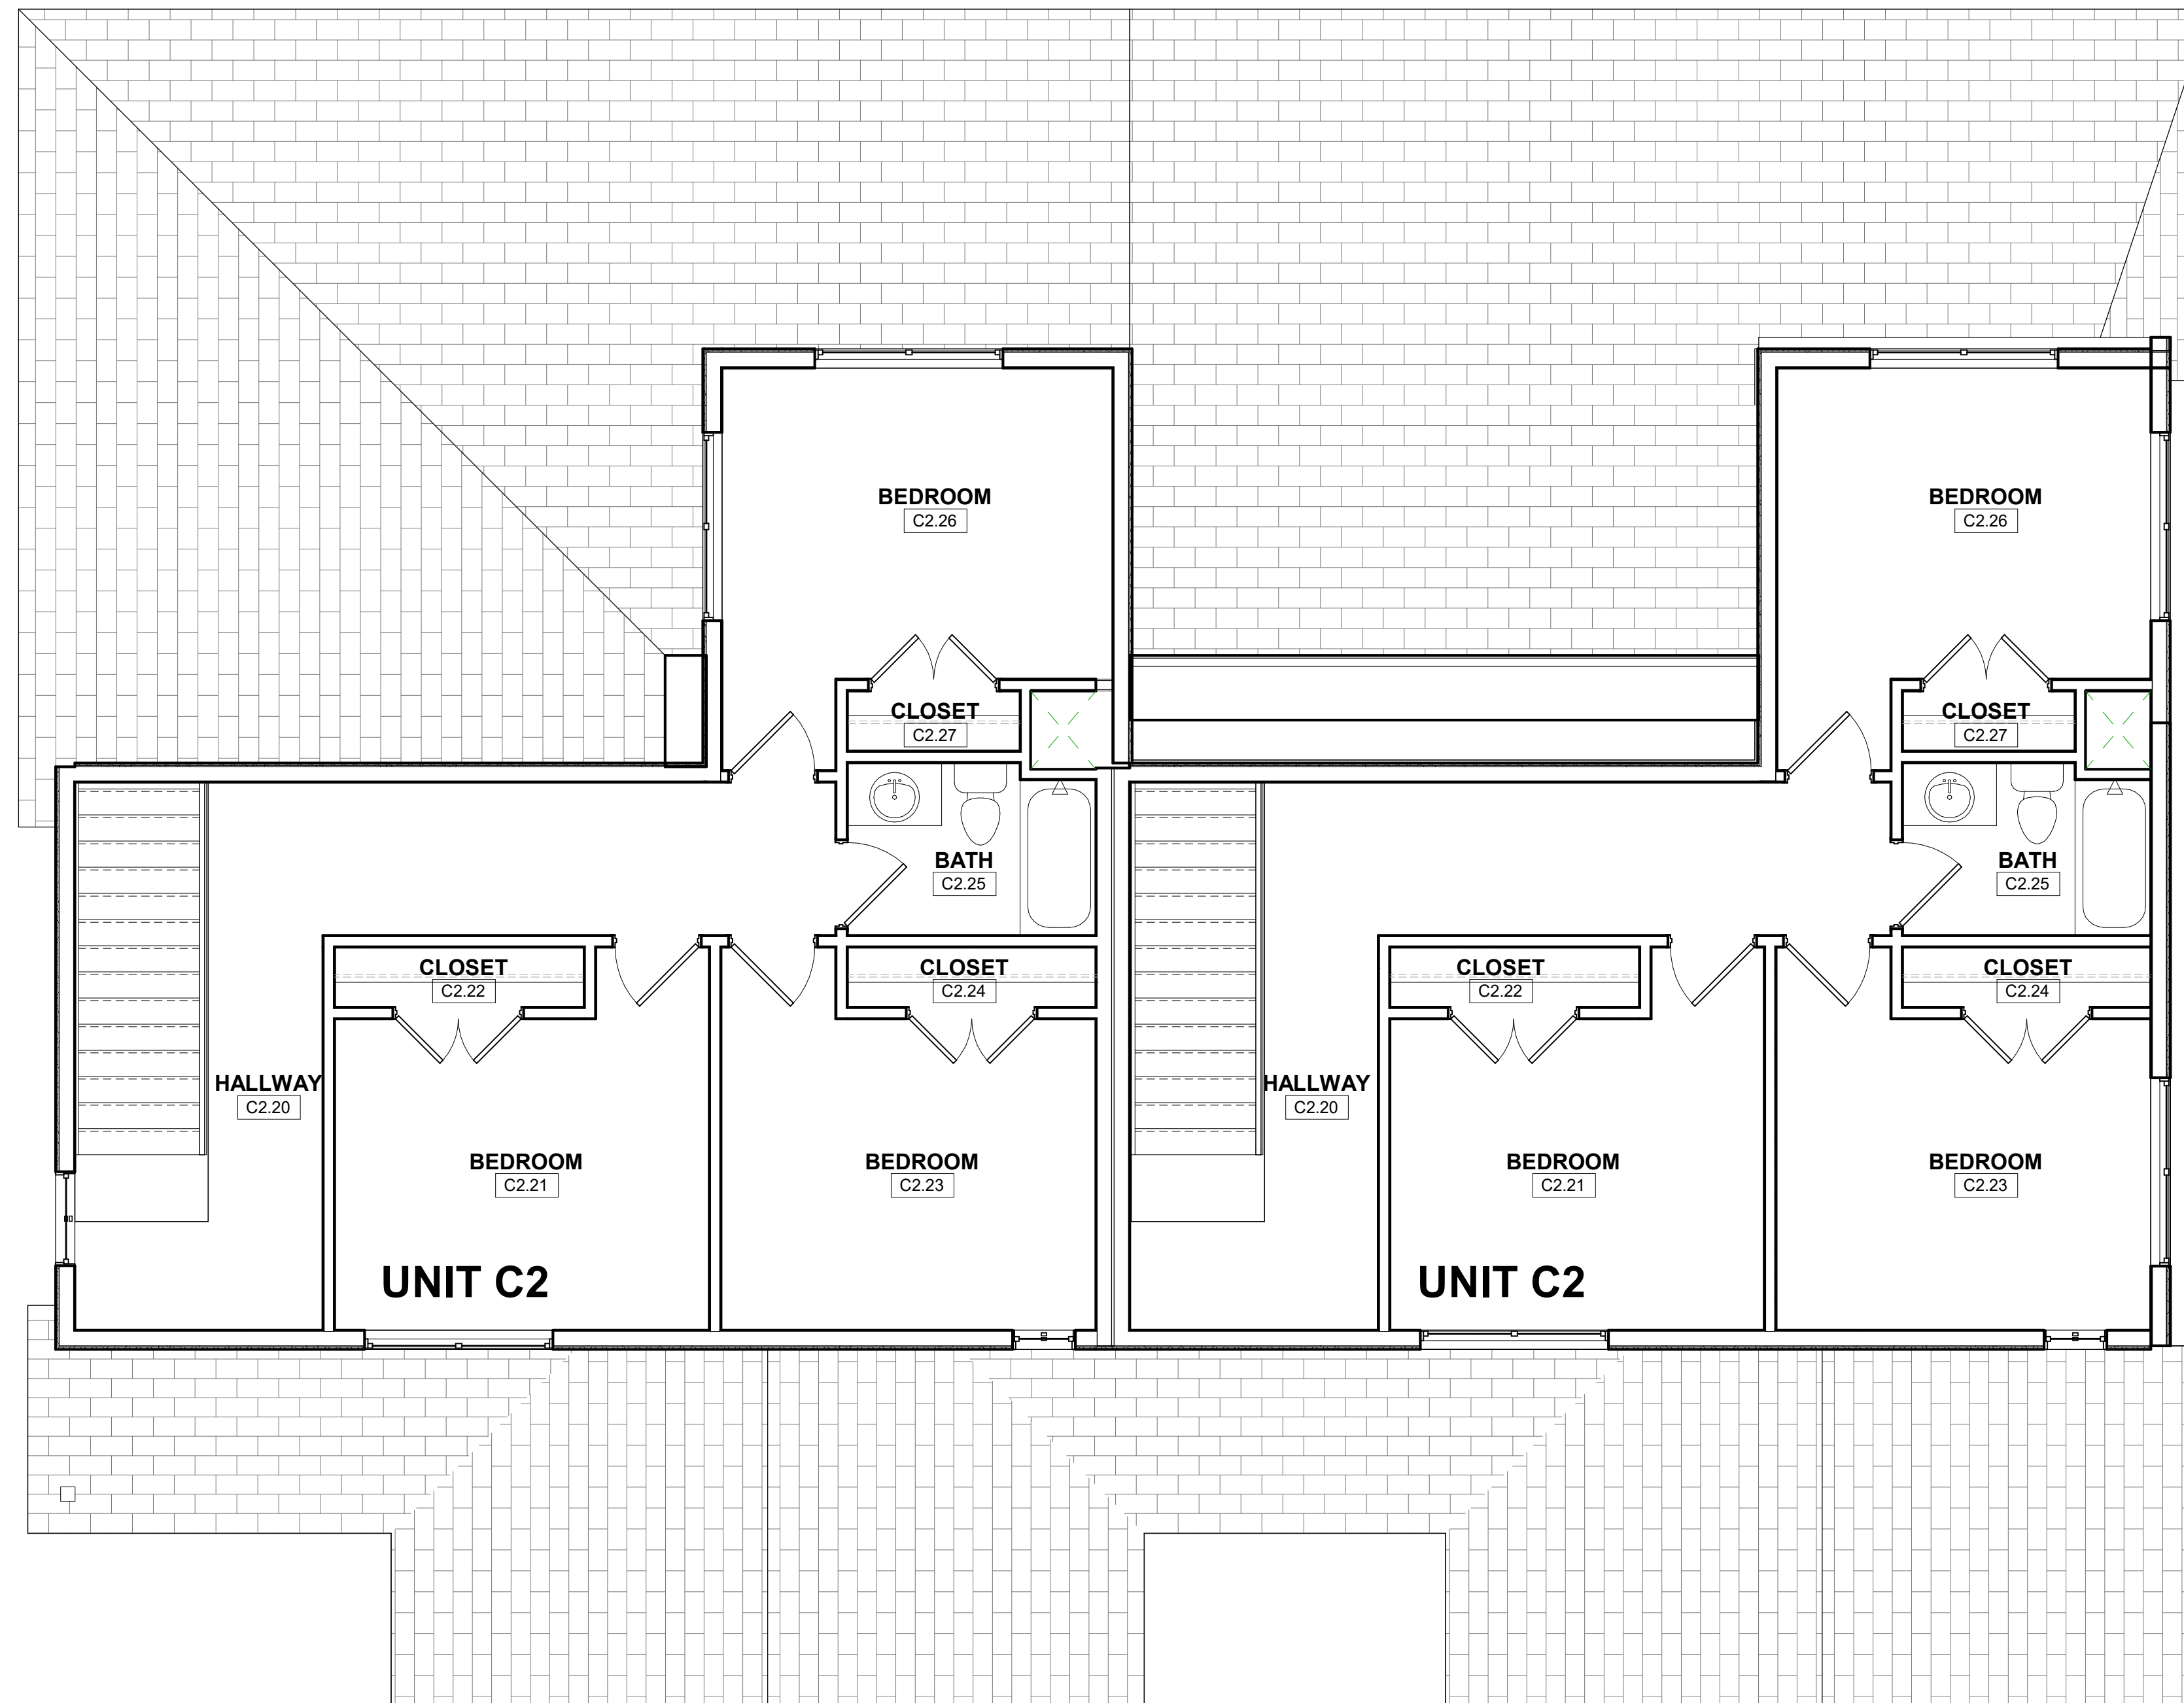 BEDROOM
C2.26
BEDROOM
C2.26
CLOSET
C2.27
CLOSET
C2.27
BATH
C2.25
BATH
C2.25
CLOSET
C2.22
CLOSET
C2.24
CLOSET
C2.22
CLOSET
C2.24
HALLWAY
C2.20
HALLWAY
C2.20
BEDROOM
C2.21
BEDROOM
C2.23
BEDROOM
C2.21
BEDROOM
C2.23
UNIT C2
UNIT C2